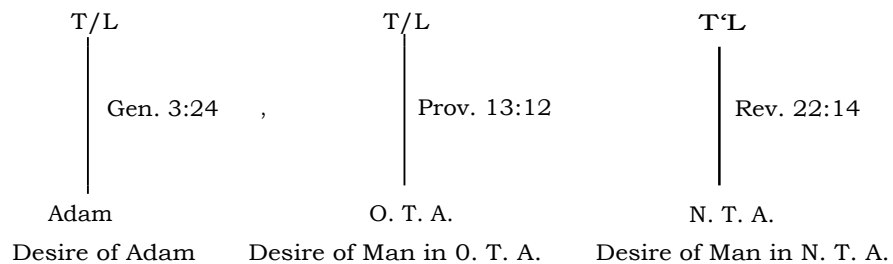 T/L T/L T‘L
Gen. 3:24 , Prov. 13:12 Rev. 22:14
Adam O. T. A. N. T. A.
Desire of Adam Desire of Man in 0. T. A. Desire of Man in N. T. A.